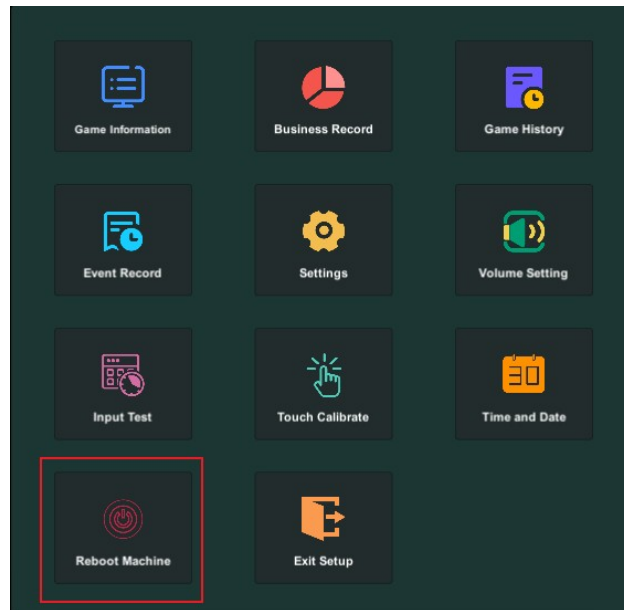 Game Information
Business Record
Game History
Event Record
Settings
Volume Setting
Input Test
Touch Calibrate
30
Time and Date
Reboot Machine
Exit Setup